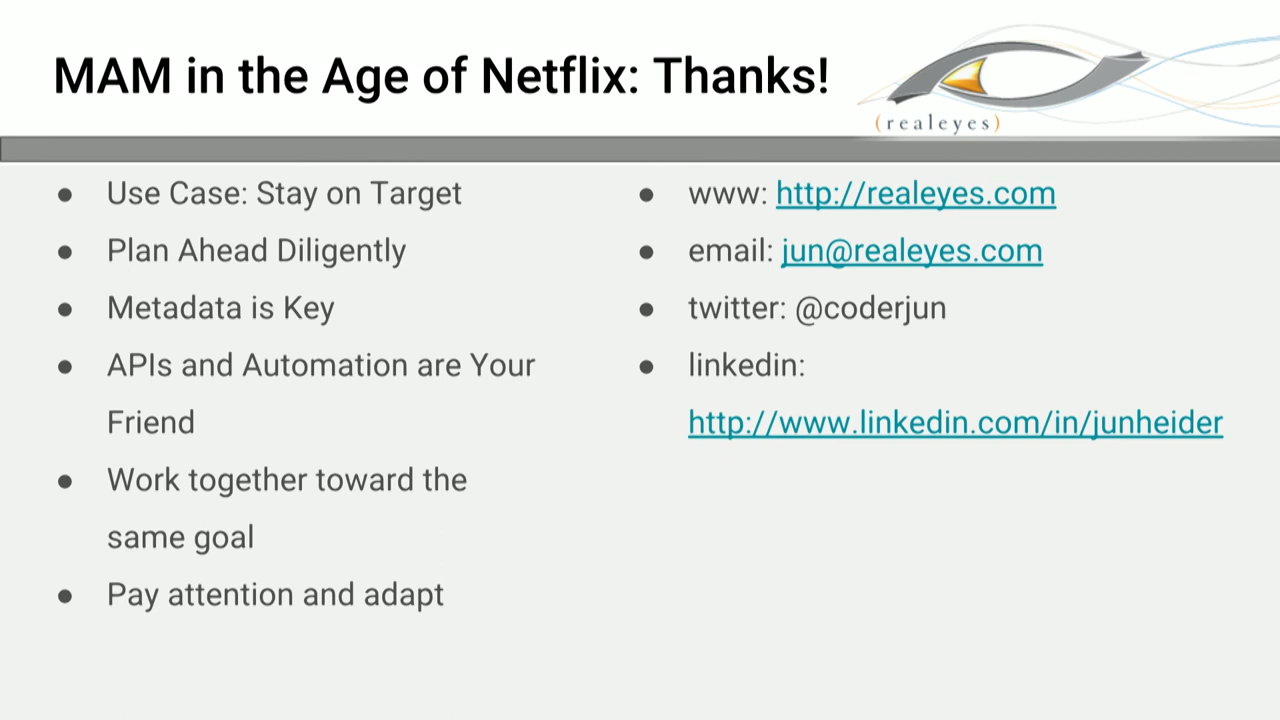 MAM in the Age of Netflix: Thanks!
(realeyes)
● Use Case: Stay on Target
● Plan Ahead Diligently
● Metadata is Key
● APIs and Automation are Your
Friend
● Work together toward the
same goal
● Pay attention and adapt
● www: http://realeyes.com
● email: jun@realeyes.com
● twitter: @coderjun
● linkedin:
http://www.linkedin.com/in/junheider